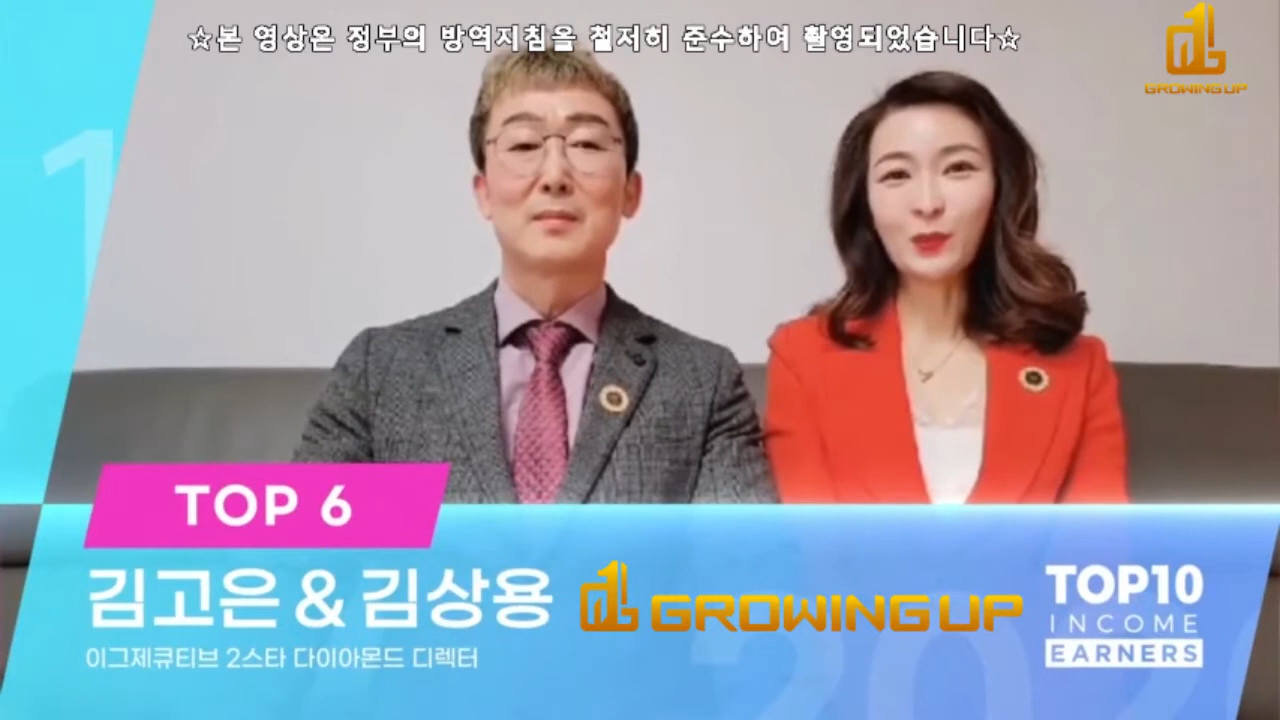 ☆본 영상은 정부의 방역지침을 철저히 준수하여 촬영되었습니다☆
GROWING UP
TOP 6
김고은 & 김상용
GROWING UP
이그제큐티브 2스타 다이아몬드 디렉터
TOP10
INCOME
EARNERS